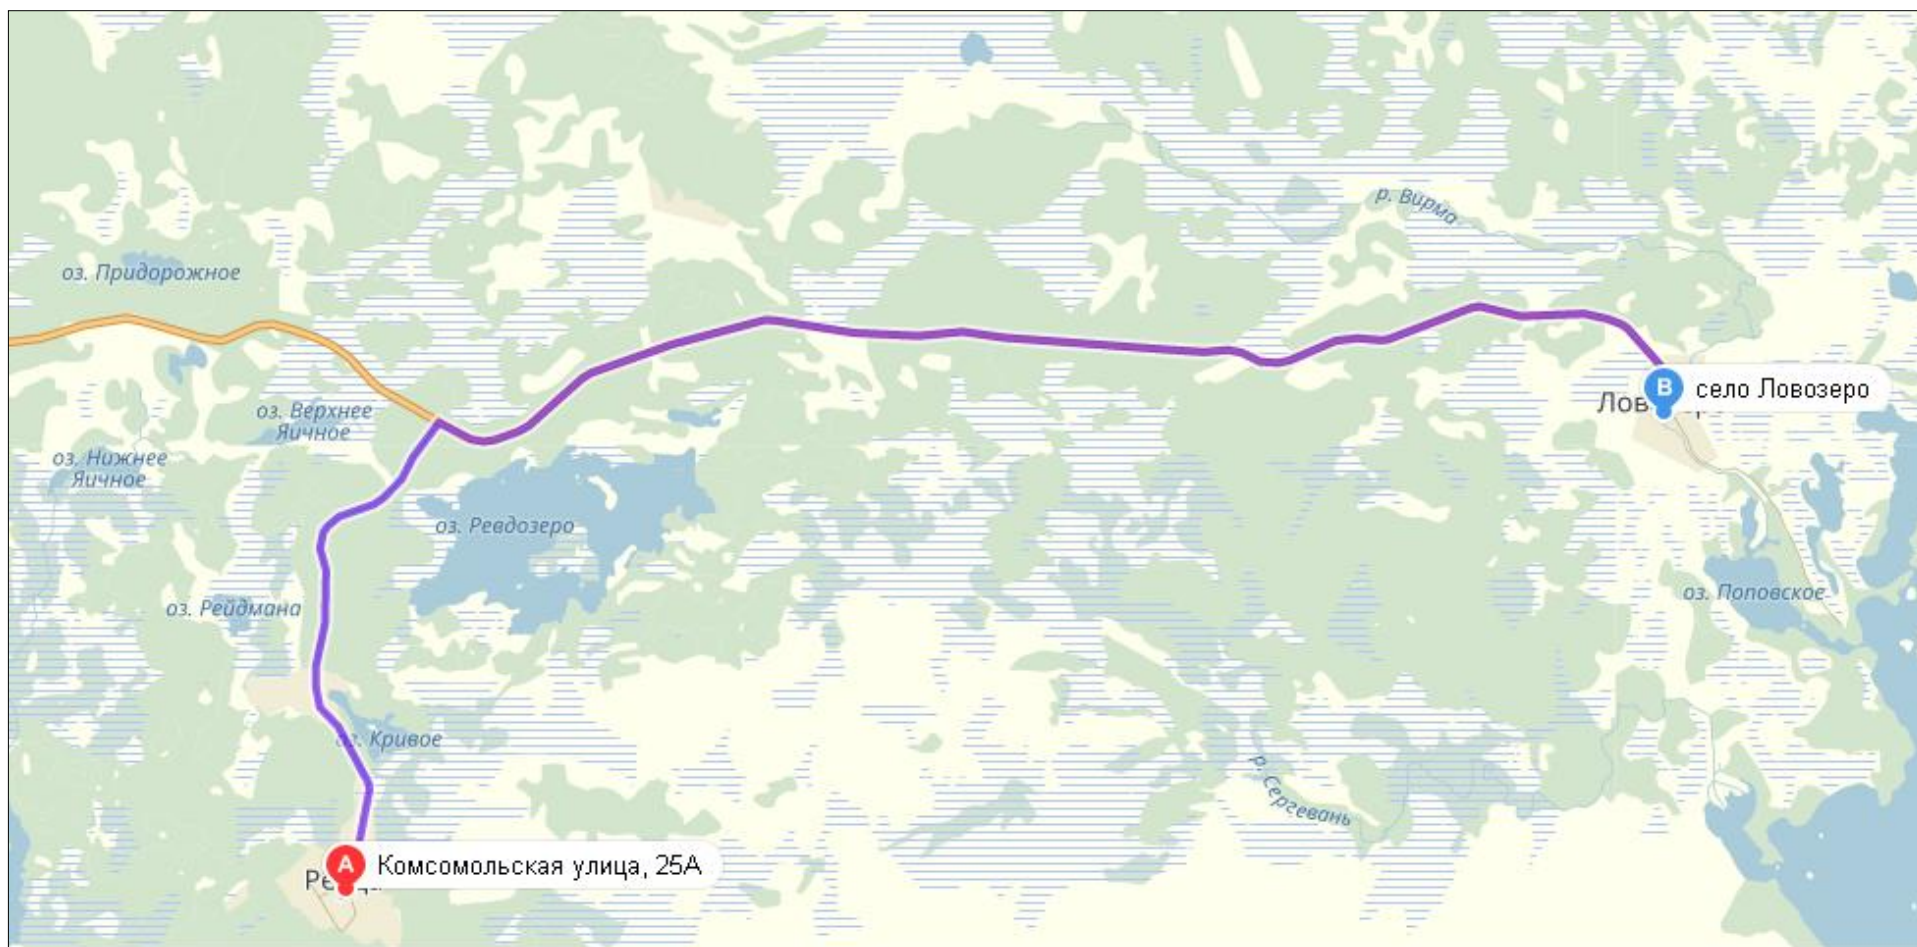 р. Вирма
оз. Придорожное
село Ловозеро
оз. Верхнее
Яичное
оз. Нижнее
Яичное
оз. Ревдозеро
оз. Поповское
оз. Рейдмана
оз. Кривое
р. Сергевань
A
Комсомольская улица, 25А
B